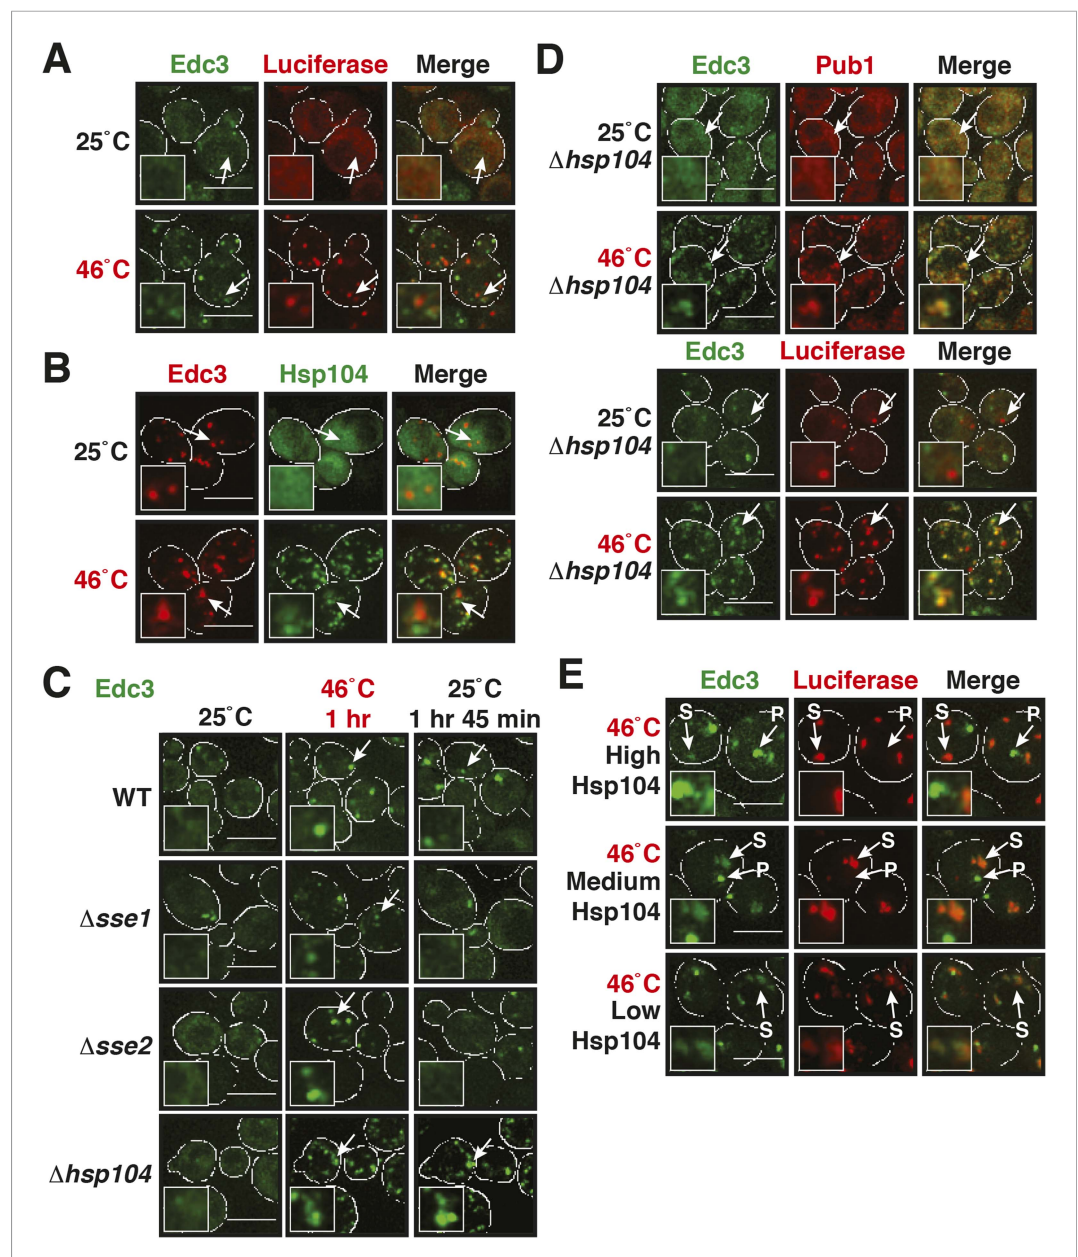 A
Edc3 Luciferase Merge
25°C
46°C
B
Edc3 Hsp104 Merge
25°C
46°C
C
Edc3
25°C
46°C
1 hr
25°C
1 hr 45 min
WT
Δsse1
Δsse2
Δhsp104
D
Edc3 Pub1 Merge
25°C
Δhsp104
46°C
Δhsp104
Edc3 Luciferase Merge
25°C
Δhsp104
46°C
Δhsp104
E
Edc3 Luciferase Merge
46°C
High
Hsp104
S P S P S P
46°C
Medium
Hsp104
S P S P S P
46°C
Low
Hsp104
S S S